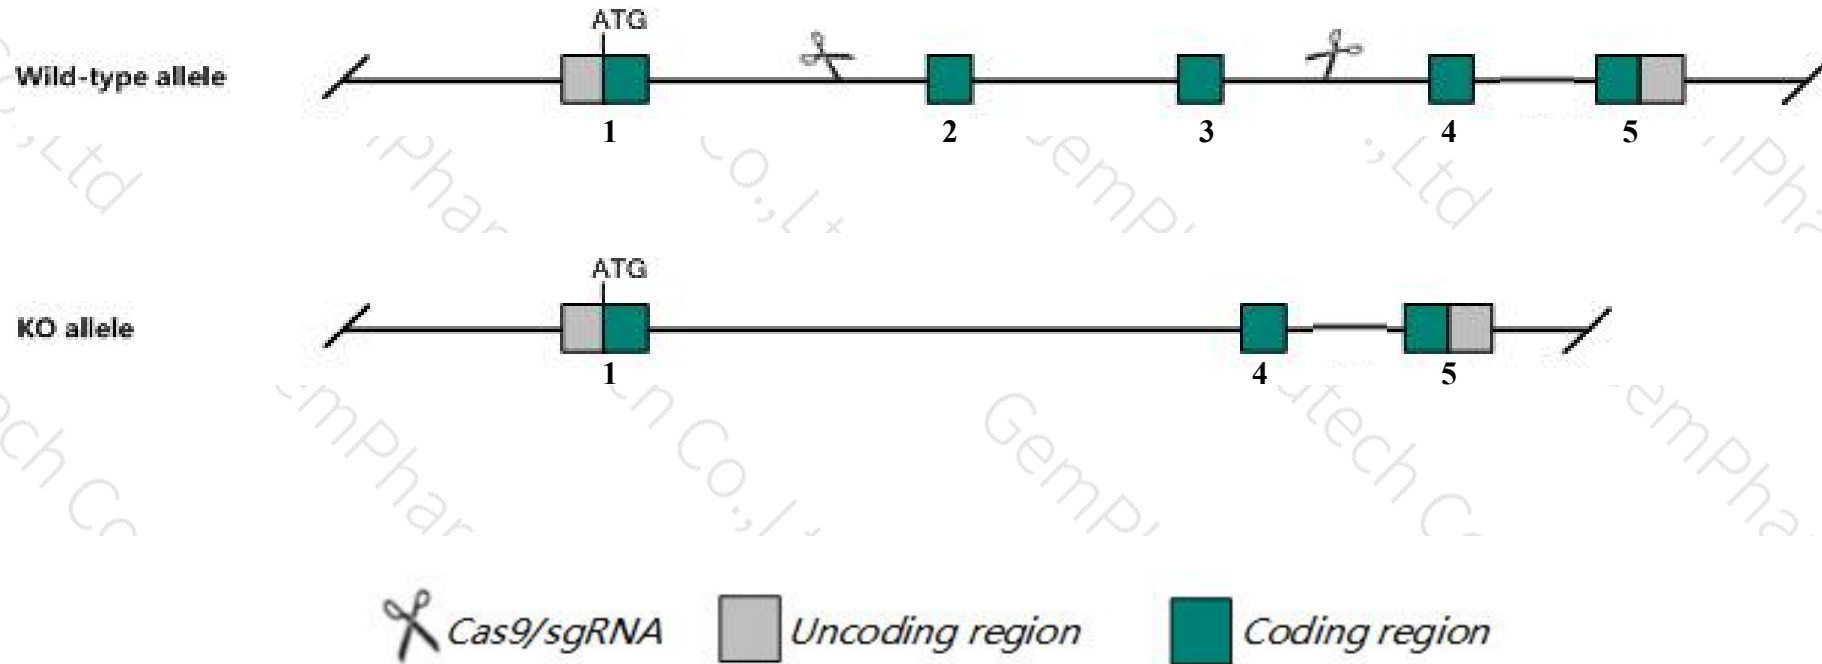 ATG
Wild-type allele
1 2 3 4 5
ATG
KO allele
1 4 5
Cas9/sgRNA Uncoding region Coding region